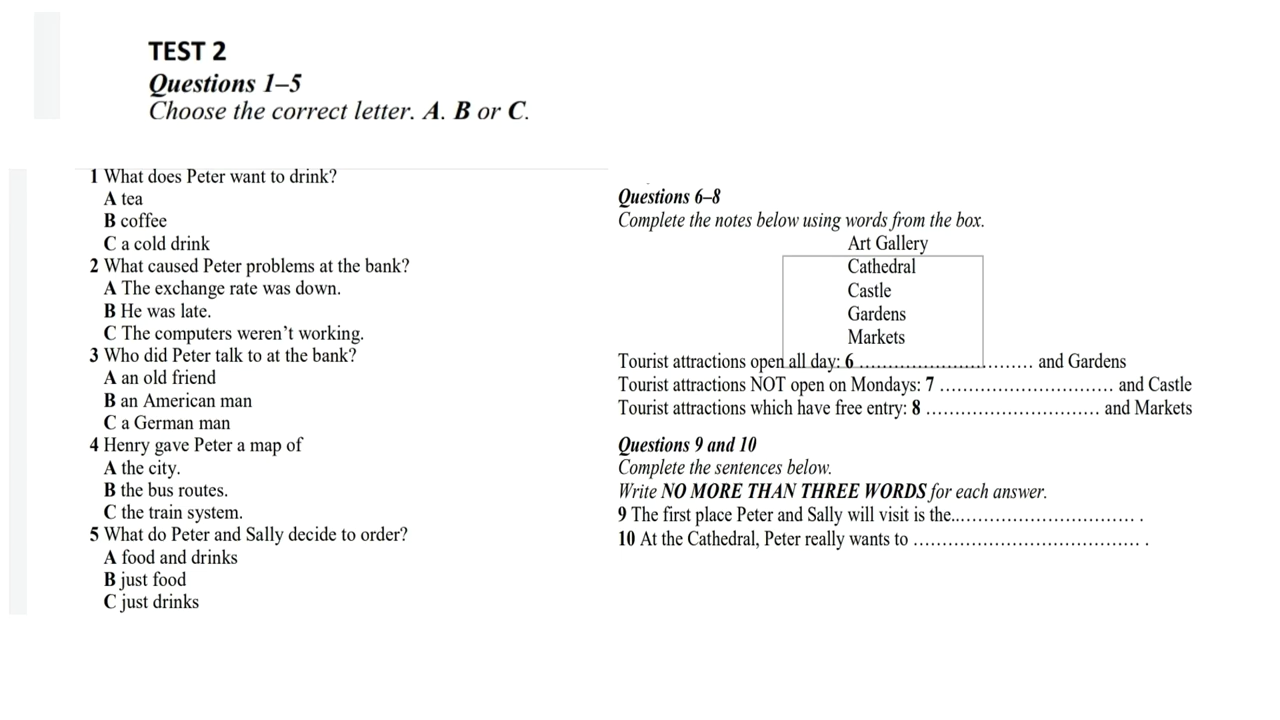 TEST 2
Questions 1–5
Choose the correct letter. A. B or C.
1 What does Peter want to drink?
A tea
B coffee
C a cold drink
2 What caused Peter problems at the bank?
A The exchange rate was down.
B He was late.
C The computers weren't working.
3 Who did Peter talk to at the bank?
A an old friend
B an American man
C a German man
4 Henry gave Peter a map of
A the city.
B the bus routes.
C the train system.
5 What do Peter and Sally decide to order?
A food and drinks
B just food
C just drinks
Questions 6–8
Complete the notes below using words from the box.
Art Gallery
Cathedral
Castle
Gardens
Markets
Tourist attractions open all day: 6 .............................. and Gardens
Tourist attractions NOT open on Mondays: 7 .............................. and Castle
Tourist attractions which have free entry: 8 .............................. and Markets
Questions 9 and 10
Complete the sentences below.
Write NO MORE THAN THREE WORDS for each answer.
9 The first place Peter and Sally will visit is the................................ .
10 At the Cathedral, Peter really wants to ....................................... .